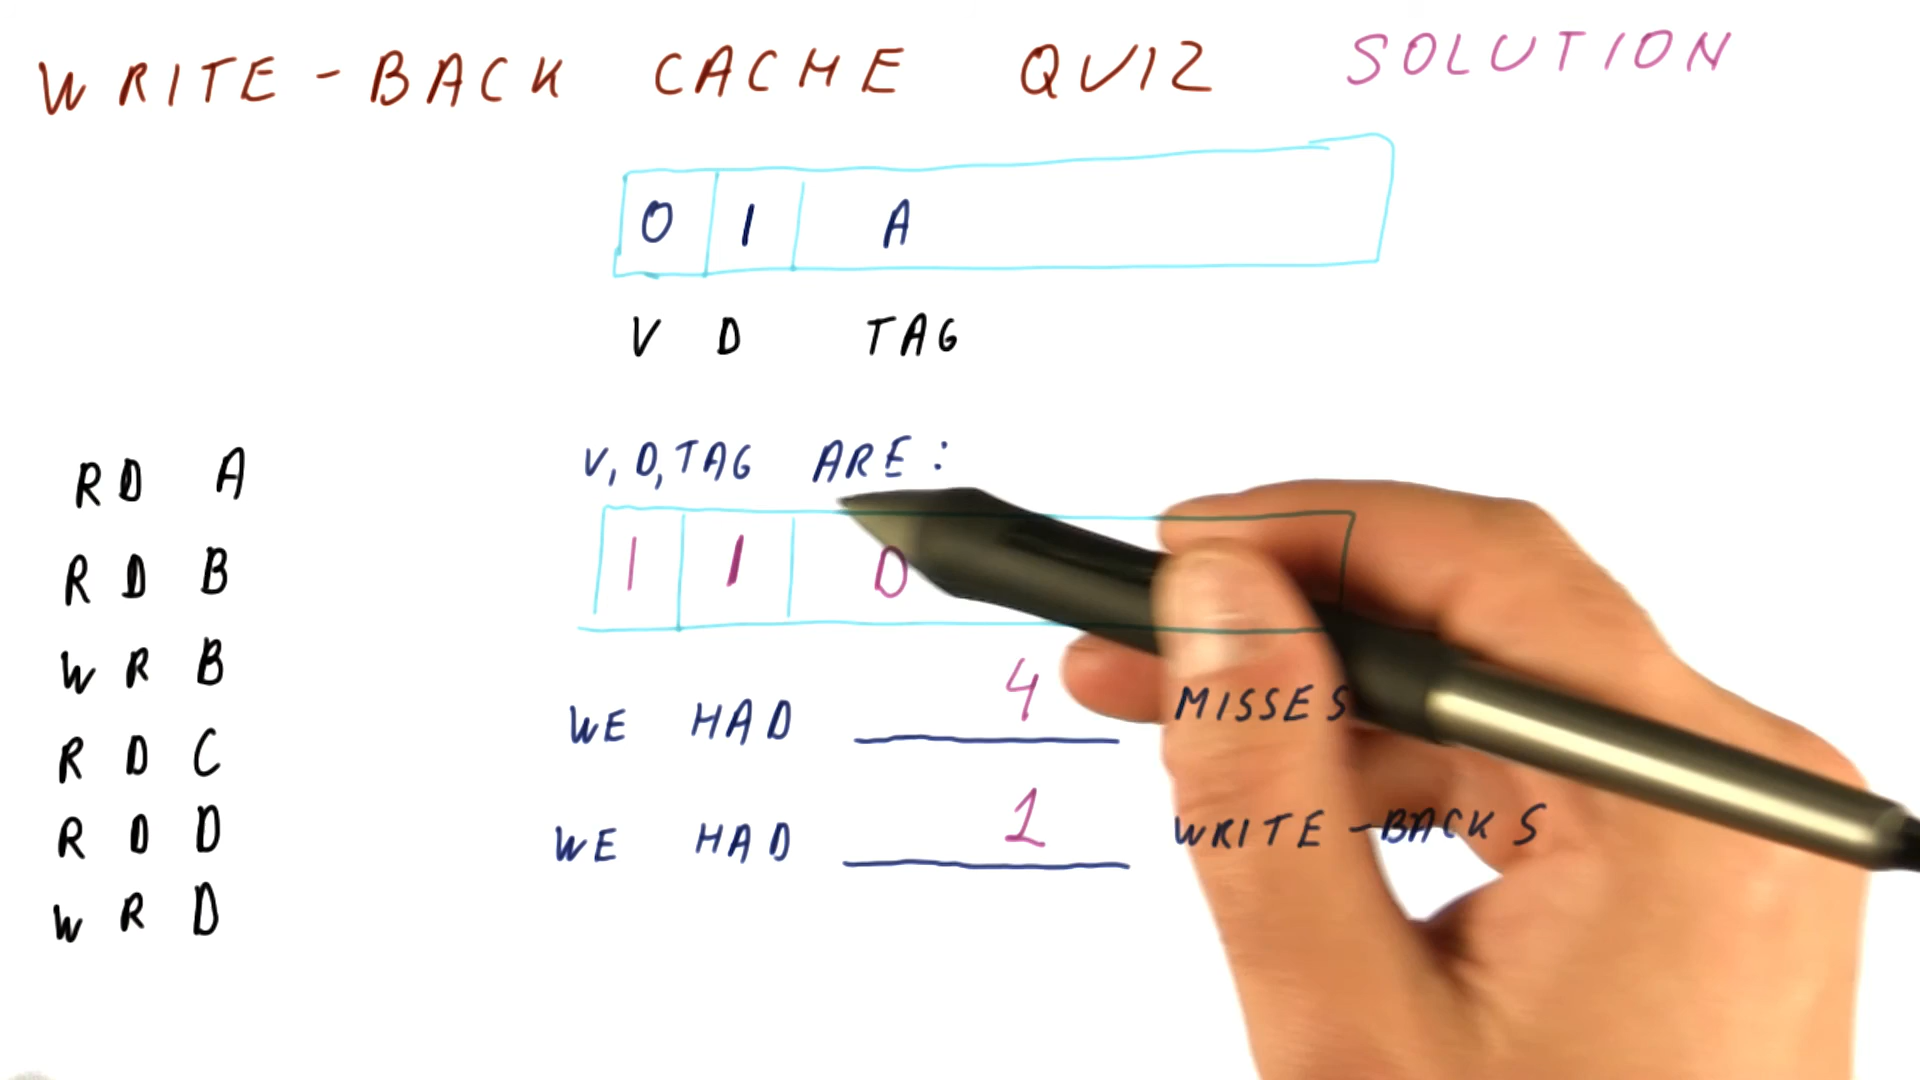 WRITE-BACK CACHE QUIZ SOLUTION
0 1 A
V D TAG
RD A
RD B
WR B
RD C
RD D
WR D
V, D, TAG ARE:
1 1 D
WE HAD 4 MISSES
WE HAD 1 WRITE-BACKS